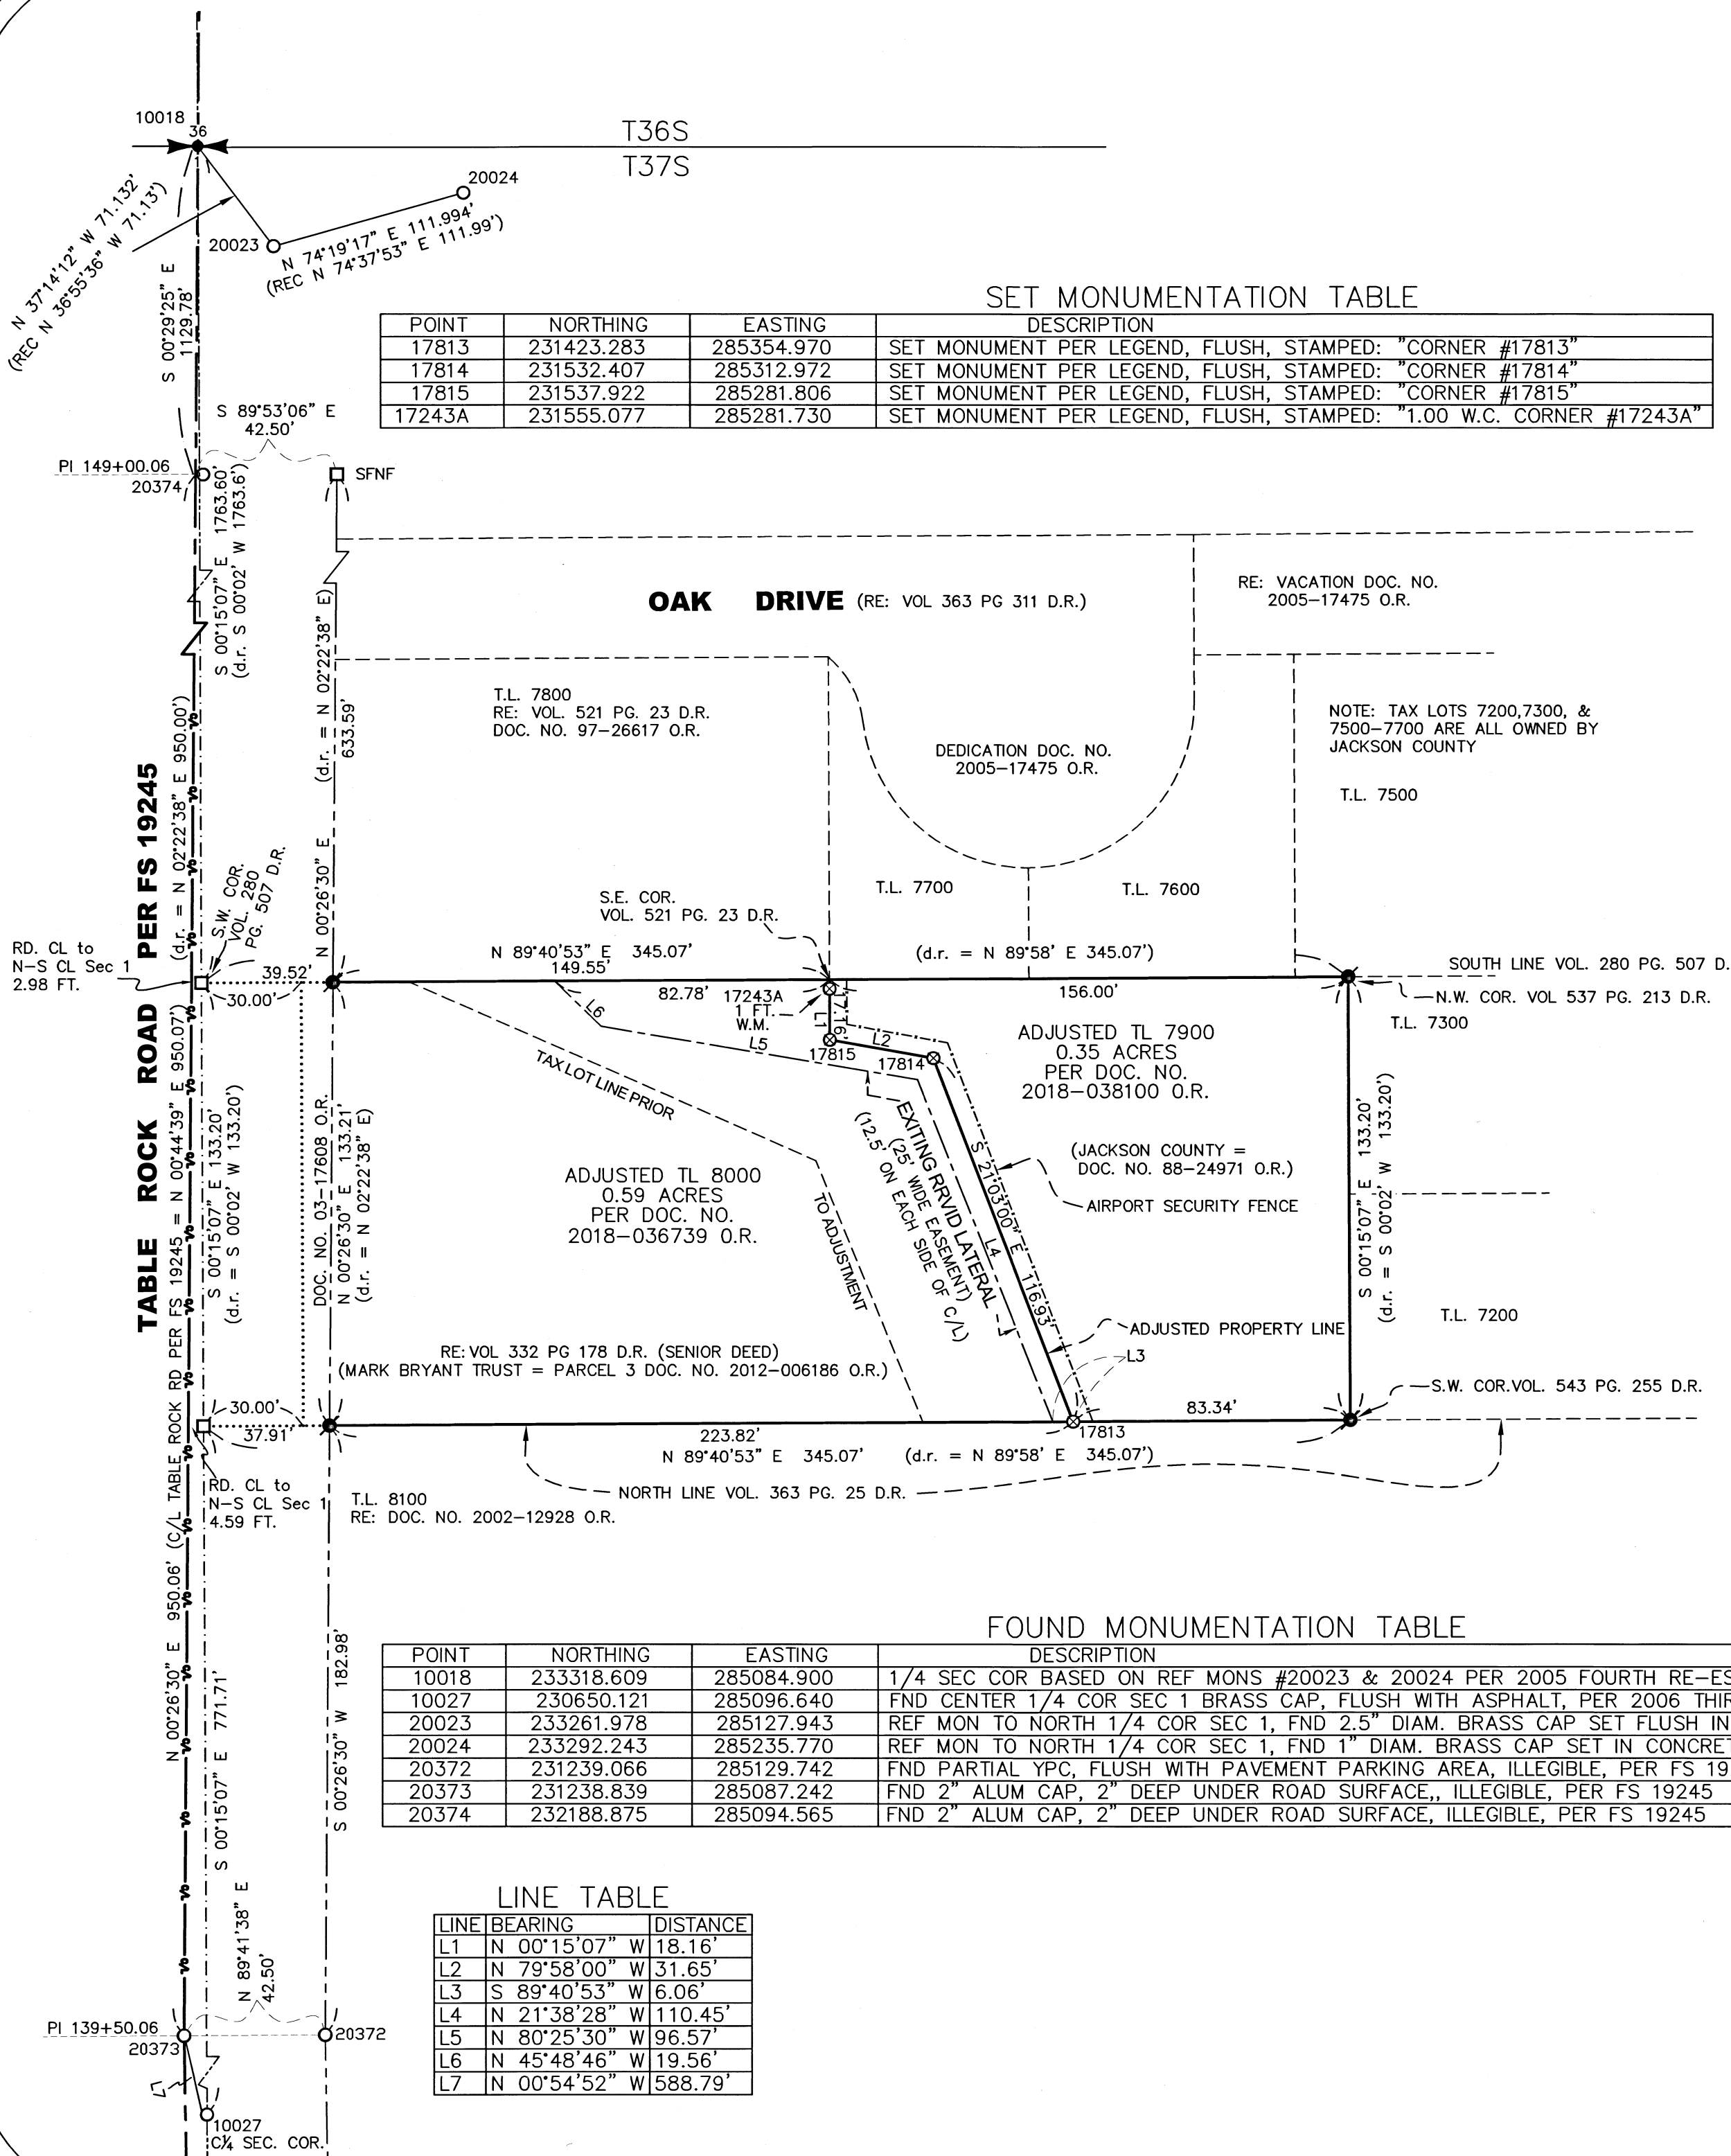 10018
36
1
T36S
T37S
20024
20023
N 37°14'12" W 71.132'
(REC N 36°55'36" W 71.13')
N 74°19'17" E 111.994'
(REC N 74°37'53" E 111.99')
S 00°29'25" E
1129.78'
SET MONUMENTATION TABLE
POINT NORTHING EASTING DESCRIPTION
17813 231423.283 285354.970 SET MONUMENT PER LEGEND, FLUSH, STAMPED: "CORNER #17813"
17814 231532.407 285312.972 SET MONUMENT PER LEGEND, FLUSH, STAMPED: "CORNER #17814"
17815 231537.922 285281.806 SET MONUMENT PER LEGEND, FLUSH, STAMPED: "CORNER #17815"
17243A 231555.077 285281.730 SET MONUMENT PER LEGEND, FLUSH, STAMPED: "1.00 W.C. CORNER #17243A"
S 89°53'06" E
42.50'
PI 149+00.06
20374
SFNF
S 00°15'07" E 1763.60'
(d.r. S 00°02' W 1763.6')
OAK DRIVE (RE: VOL 363 PG 311 D.R.)
RE: VACATION DOC. NO.
2005-17475 O.R.
(d.r. = N 02°22'38" E)
633.59'
N 00°26'30" E
T.L. 7800
RE: VOL. 521 PG. 23 D.R.
DOC. NO. 97-26617 O.R.
DEDICATION DOC. NO.
2005-17475 O.R.
NOTE: TAX LOTS 7200,7300, &
7500-7700 ARE ALL OWNED BY
JACKSON COUNTY
T.L. 7500
TABLE ROCK ROAD PER FS 19245
(d.r. = N 02°22'38" E 950.00')
N 00°26'30" E 950.06' (C/L TABLE ROCK RD PER FS 19245 = N 00°44'39" E 950.07')
S.W. COR.
VOL. 280
PG. 507 D.R.
T.L. 7700
T.L. 7600
S.E. COR.
VOL. 521 PG. 23 D.R.
RD. CL to
N-S CL Sec 1
2.98 FT.
39.52'
30.00'
N 89°40'53" E 345.07'
(d.r. = N 89°58' E 345.07')
149.55'
82.78'
156.00'
SOUTH LINE VOL. 280 PG. 507 D.
N.W. COR. VOL 537 PG. 213 D.R.
T.L. 7300
17243A
1 FT.
W.M.
L1
L6
L5
L2
17815
17814
TAX LOT LINE PRIOR
TO ADJUSTMENT
ADJUSTED TL 7900
0.35 ACRES
PER DOC. NO.
2018-038100 O.R.
S 00°15'07" E 133.20'
(d.r. = S 00°02' W 133.20')
DOC. NO. 03-17608 O.R.
N 00°26'30" E 133.21'
(d.r. = N 02°22'38" E)
ADJUSTED TL 8000
0.59 ACRES
PER DOC. NO.
2018-036739 O.R.
EXITING RRVID LATERAL
(25' WIDE EASEMENT)
(12.5' ON EACH SIDE OF C/L)
L4
S 21°03'00" E 116.93'
(JACKSON COUNTY =
DOC. NO. 88-24971 O.R.)
AIRPORT SECURITY FENCE
S 00°15'07" E 133.20'
(d.r. = S 00°02' W 133.20')
T.L. 7200
ADJUSTED PROPERTY LINE
L3
RE: VOL 332 PG 178 D.R. (SENIOR DEED)
(MARK BRYANT TRUST = PARCEL 3 DOC. NO. 2012-006186 O.R.)
S.W. COR.VOL. 543 PG. 255 D.R.
30.00'
37.91'
223.82'
17813
83.34'
N 89°40'53" E 345.07'
(d.r. = N 89°58' E 345.07')
NORTH LINE VOL. 363 PG. 25 D.R.
RD. CL to
N-S CL Sec 1
4.59 FT.
T.L. 8100
RE: DOC. NO. 2002-12928 O.R.
S 00°15'07" E 771.71'
S 00°26'30" W 182.98'
FOUND MONUMENTATION TABLE
POINT NORTHING EASTING DESCRIPTION
10018 233318.609 285084.900 1/4 SEC COR BASED ON REF MONS #20023 & 20024 PER 2005 FOURTH RE-ES
10027 230650.121 285096.640 FND CENTER 1/4 COR SEC 1 BRASS CAP, FLUSH WITH ASPHALT, PER 2006 THIR
20023 233261.978 285127.943 REF MON TO NORTH 1/4 COR SEC 1, FND 2.5" DIAM. BRASS CAP SET FLUSH IN
20024 233292.243 285235.770 REF MON TO NORTH 1/4 COR SEC 1, FND 1" DIAM. BRASS CAP SET IN CONCRET
20372 231239.066 285129.742 FND PARTIAL YPC, FLUSH WITH PAVEMENT PARKING AREA, ILLEGIBLE, PER FS 19
20373 231238.839 285087.242 FND 2" ALUM CAP, 2" DEEP UNDER ROAD SURFACE,, ILLEGIBLE, PER FS 19245
20374 232188.875 285094.565 FND 2" ALUM CAP, 2" DEEP UNDER ROAD SURFACE, ILLEGIBLE, PER FS 19245
LINE TABLE
LINE BEARING DISTANCE
L1 N 00°15'07" W 18.16'
L2 N 79°58'00" W 31.65'
L3 S 89°40'53" W 6.06'
L4 N 21°38'28" W 110.45'
L5 N 80°25'30" W 96.57'
L6 N 45°48'46" W 19.56'
L7 N 00°54'52" W 588.79'
N 89°41'38" E
42.50'
PI 139+50.06
20373
20372
L7
10027
C¼ SEC. COR.